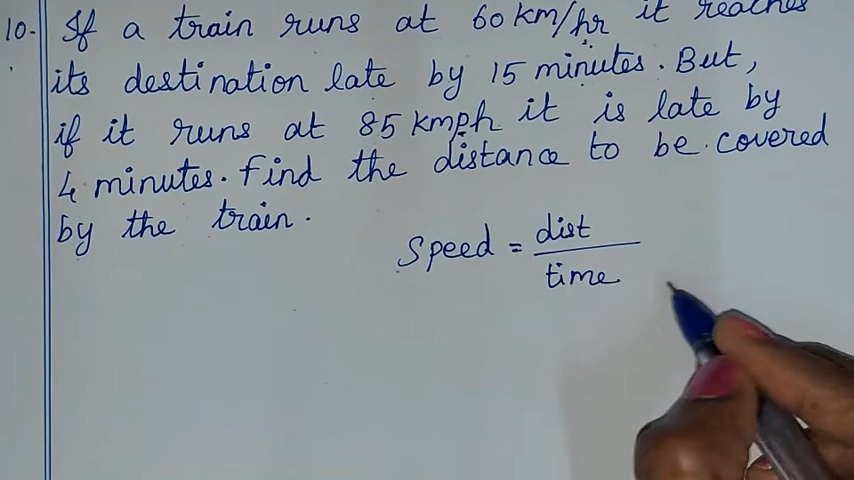 10. If a train runs at 60 km/hr it reaches
its destination late by 15 minutes. But,
if it runs at 85 kmph it is late by
4 minutes. Find the distance to be covered
by the train.
Speed = dist
time